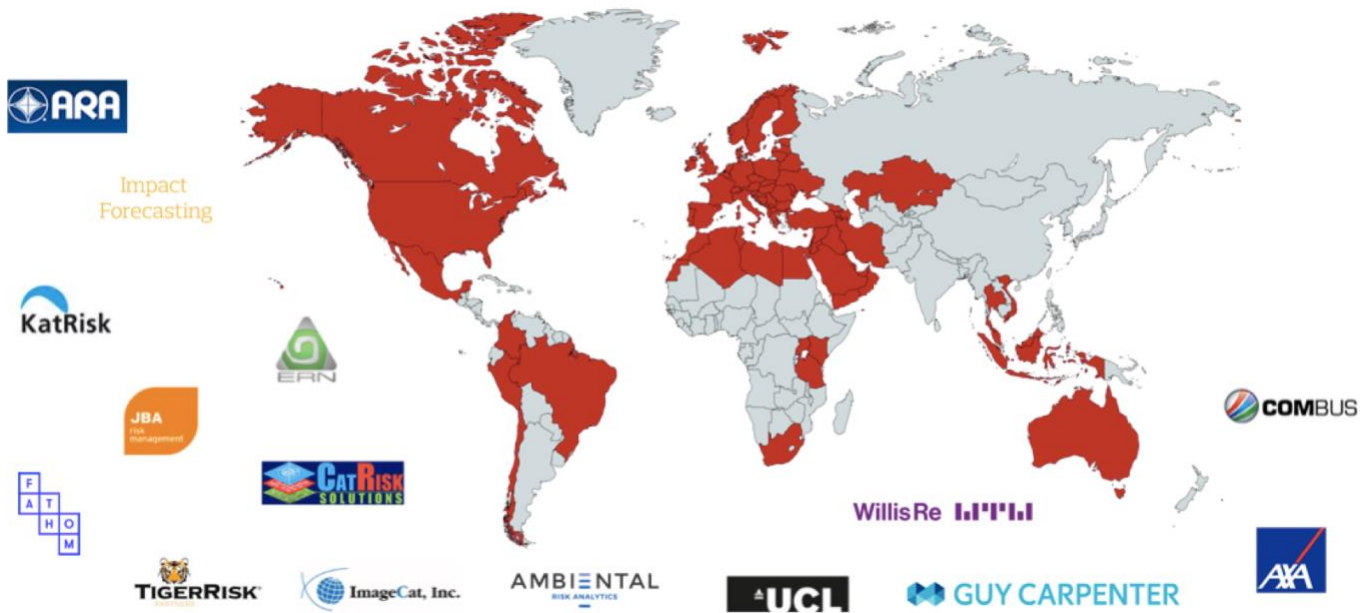 ARA
Impact
Forecasting
KatRisk
ERN
JBA
risk
management
COMBUS
CATRISK
SOLUTIONS
F
A T
H O
M
WillisRe
AXA
TIGERRISK
PARTNERS
ImageCat, Inc.
AMBIENTAL
RISK ANALYTICS
UCL
GUY CARPENTER